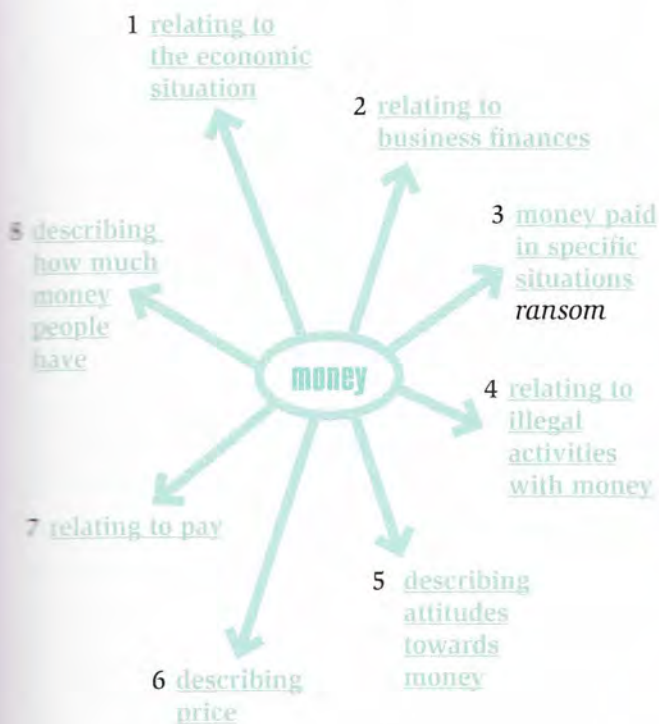 1 relating to
the economic
situation
2 relating to
business finances
3 money paid
in specific
situations
ransom
4 relating to
illegal
activities
with money
5 describing
attitudes
towards
money
6 describing
price
7 relating to pay
8 describing
how much
money
people
have
money